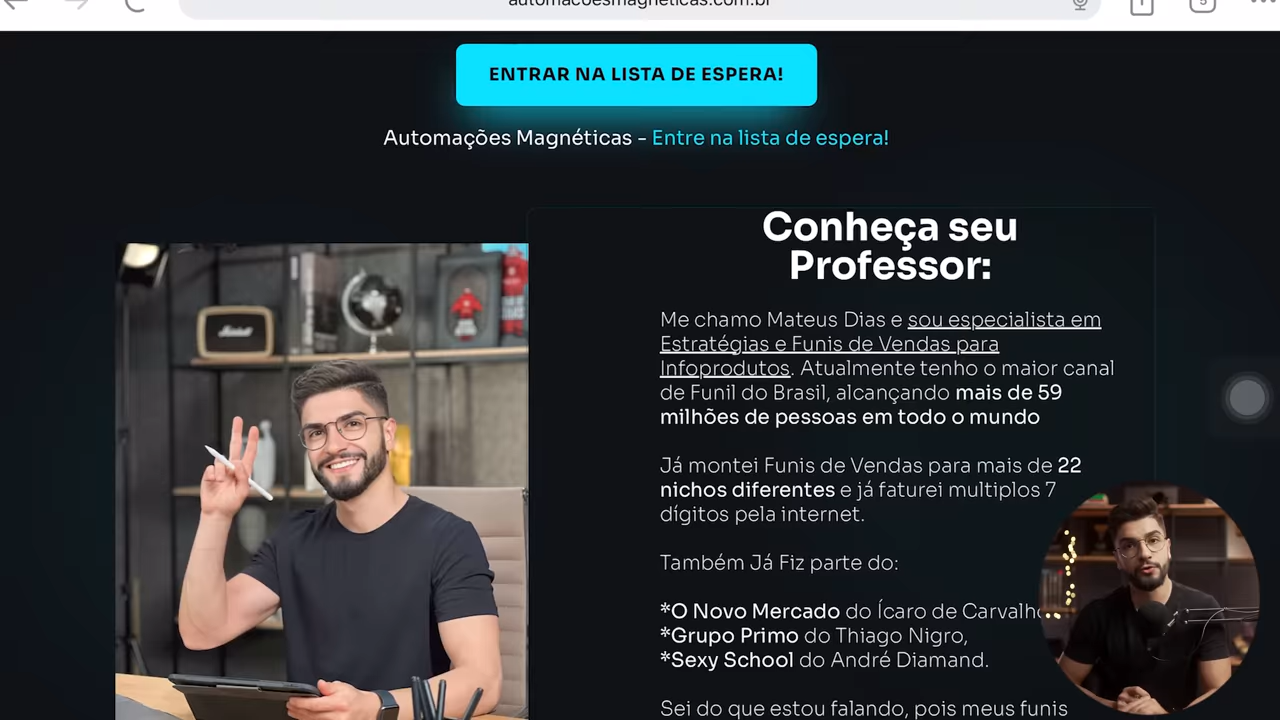 automacoesmagneticas.com.br
5
ENTRAR NA LISTA DE ESPERA!
Automações Magnéticas - Entre na lista de espera!
Conheça seu
Professor:
Me chamo Mateus Dias e sou especialista em
Estratégias e Funis de Vendas para
Infoprodutos. Atualmente tenho o maior canal
de Funil do Brasil, alcançando mais de 59
milhões de pessoas em todo o mundo
Já montei Funis de Vendas para mais de 22
nichos diferentes e já faturei multiplos 7
dígitos pela internet.
Também Já Fiz parte do:
*O Novo Mercado do Ícaro de Carvalho
*Grupo Primo do Thiago Nigro,
*Sexy School do André Diamand.
Sei do que estou falando, pois meus funis
Marshall